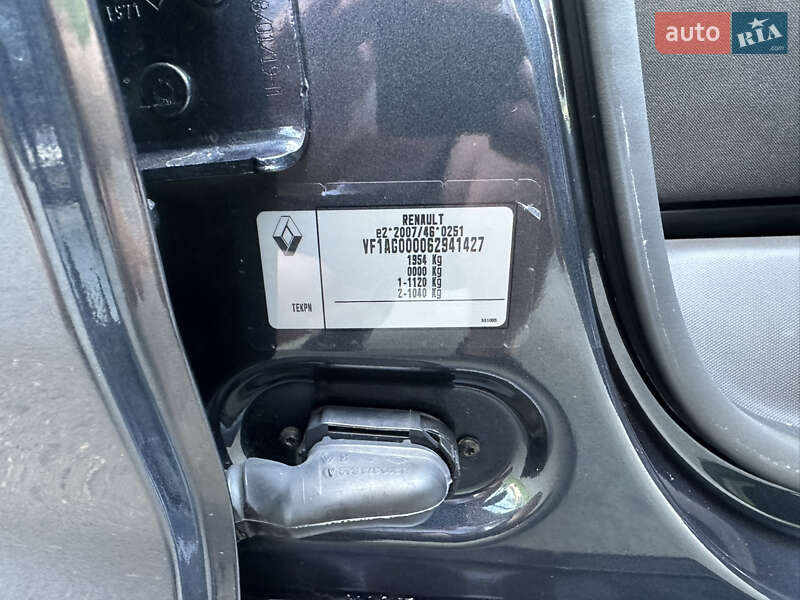 auto RIA
RENAULT
e2*2007/46*0251
VF1AG000062941427
1954 Kg
0000 Kg
1-1120 Kg
2-1040 Kg
TEKPN